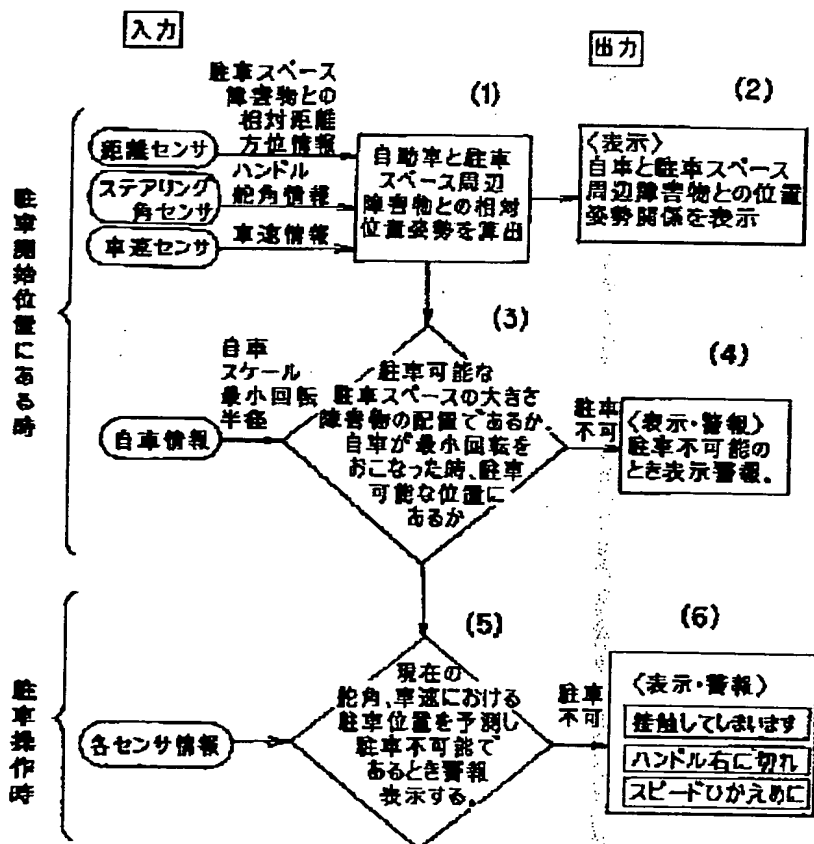 入力
出力
駐車スペース
障害物との
相対距離
方位情報
(1)
(2)
距離センサ
ステアリング
角センサ
ハンドル
舵角情報
車速センサ
車速情報
自動車と駐車
スペース周辺
障害物との相対
位置姿勢を算出
〈表示〉
自車と駐車スペース
周辺障害物との位置
姿勢関係を表示
駐車開始位置にある時
(3)
(4)
自車
スケール
最小回転
半径
自車情報
駐車可能な
駐車スペースの大きさ
障害物の配置であるか.
自車が最小回転を
おこなった時、駐車
可能な位置に
あるか
駐車
不可
〈表示・警報〉
駐車不可能の
とき表示警報.
(5)
(6)
駐車操作時
各センサ情報
現在の
舵角、車速における
駐車位置を予測し
駐車不可能で
あるとき警報
表示する.
駐車
不可
〈表示・警報〉
接触してしまいます
ハンドル右に切れ
スピードひかえめに